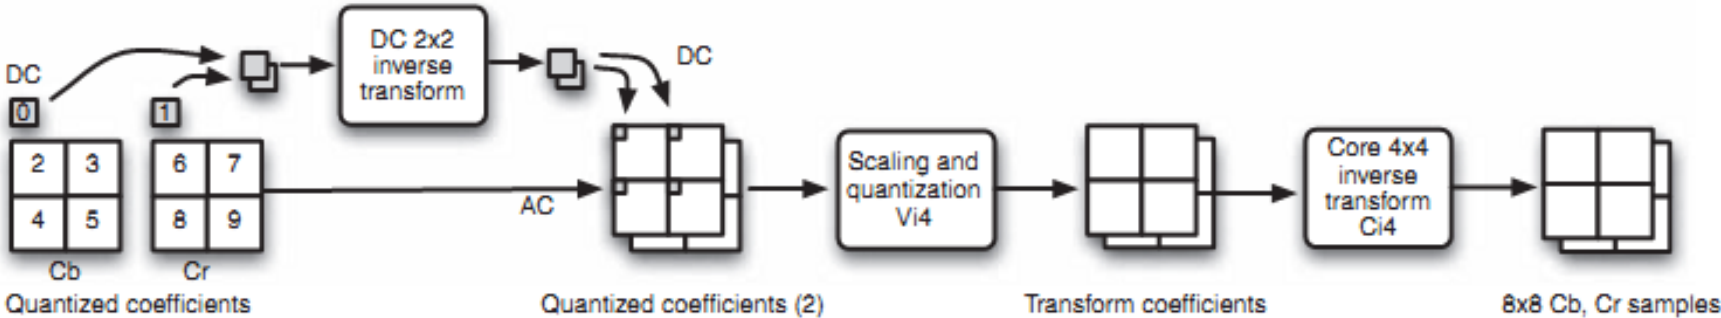 DC 2x2
inverse
transform
DC
DC
0
1
2 3
4 5
6 7
8 9
AC
Scaling and
quantization
Vi4
Core 4x4
inverse
transform
Ci4
Cb
Cr
Quantized coefficients
Quantized coefficients (2)
Transform coefficients
8x8 Cb, Cr samples